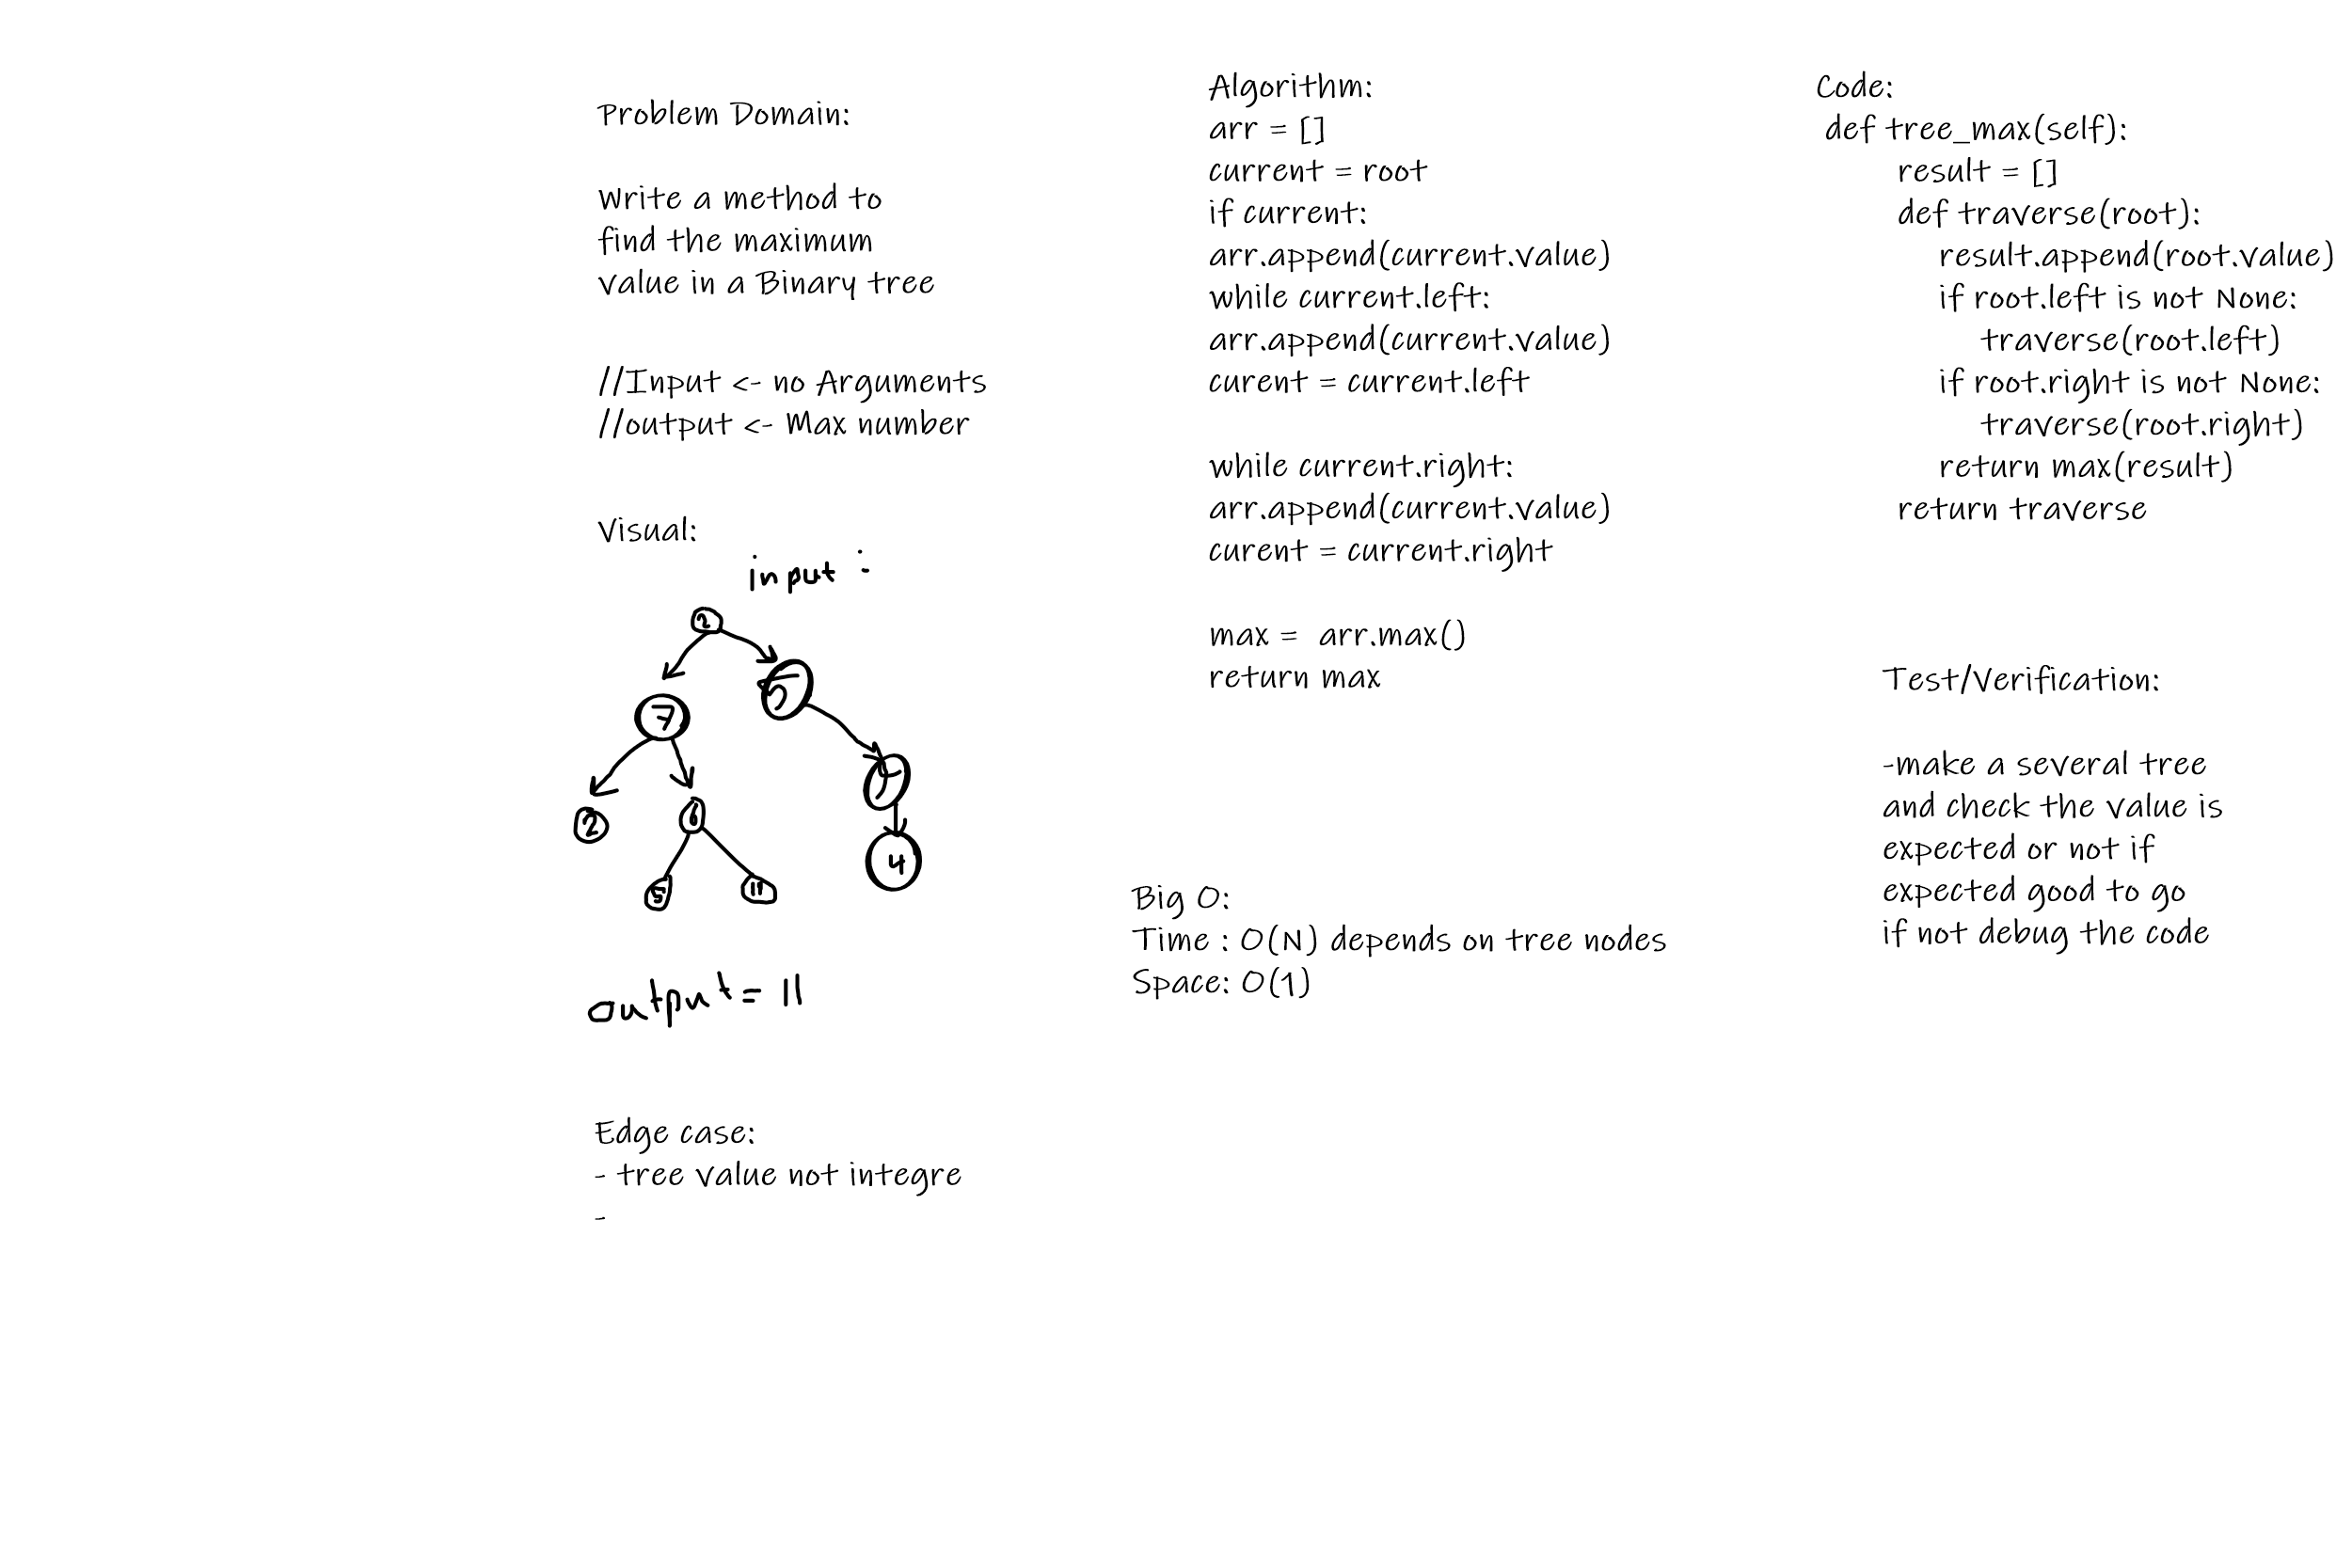 Problem Domain:
Write a method to
find the maximum
value in a Binary tree
//Input <- no Arguments
//output <- Max number
Visual:
input :
2
7
5
2
6
5
11
4
output = 11
Edge case:
- tree value not integre
-
Algorithm:
arr = []
current = root
if current:
arr.append(current.value)
while current.left:
arr.append(current.value)
curent = current.left
while current.right:
arr.append(current.value)
curent = current.right
max = arr.max()
return max
Big O:
Time : O(N) depends on tree nodes
Space: O(1)
Code:
def tree_max(self):
result = []
def traverse(root):
result.append(root.value)
if root.left is not None:
traverse(root.left)
if root.right is not None:
traverse(root.right)
return max(result)
return traverse
Test/Verification:
-make a several tree
and check the value is
expected or not if
expected good to go
if not debug the code